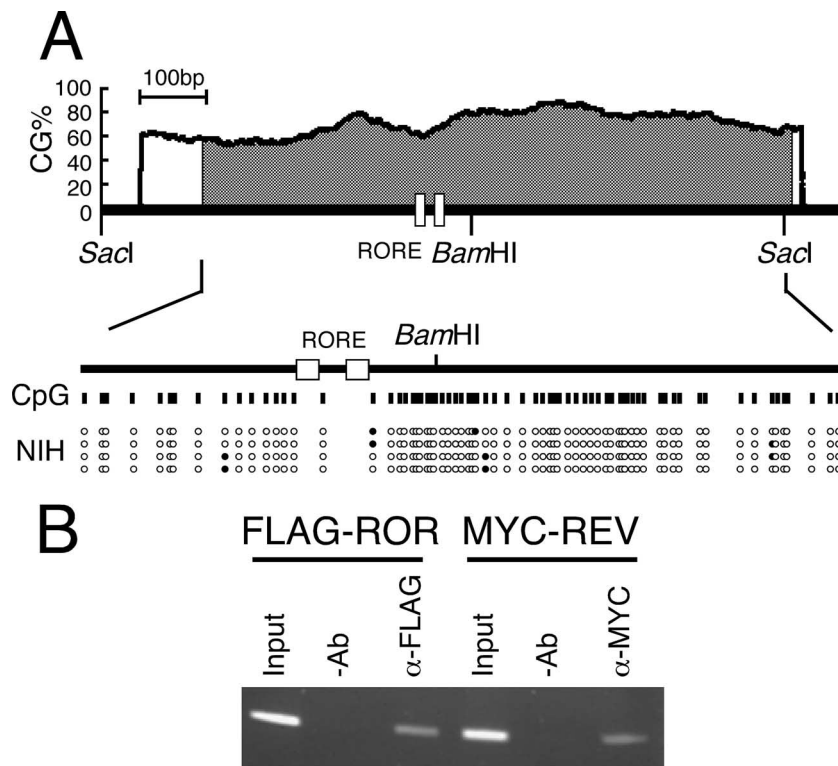 A
100bp
CG%
100
80
60
40
20
0
SacI
RORE
BamHI
SacI
RORE
BamHI
CpG
NIH
B
FLAG-ROR
MYC-REV
Input
-Ab
α-FLAG
Input
-Ab
α-MYC